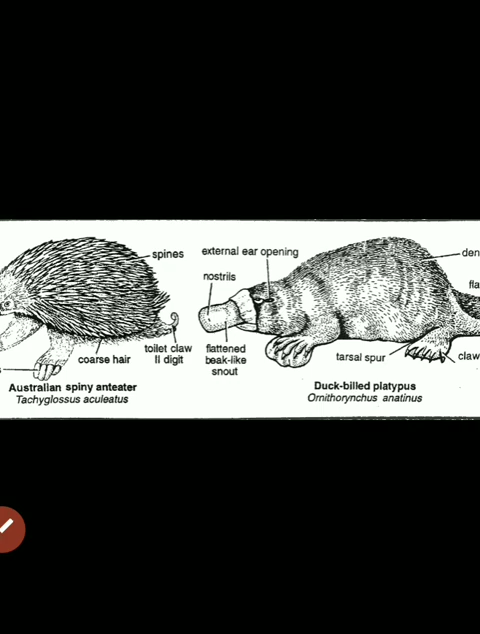 spines
coarse hair
toilet claw
II digit
Australian spiny anteater
Tachyglossus aculeatus
external ear opening
nostrils
flattened
beak-like
snout
tarsal spur
claw
Duck-billed platypus
Ornithorynchus anatinus